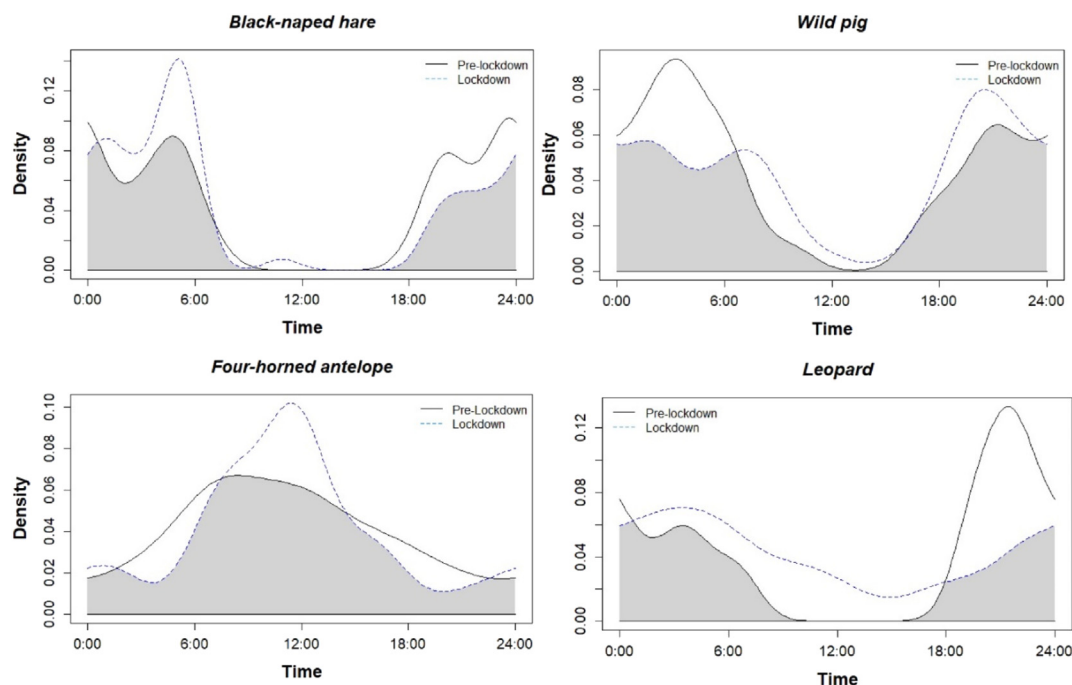 Black-naped hare
Density
0.00 0.04 0.08 0.12
Pre-lockdown
Lockdown
0:00 6:00 12:00 18:00 24:00
Time
Wild pig
Density
0.00 0.02 0.04 0.06 0.08
Pre-lockdown
Lockdown
0:00 6:00 12:00 18:00 24:00
Time
Four-horned antelope
Density
0.00 0.02 0.04 0.06 0.08 0.10
Pre-Lockdown
Lockdown
0:00 6:00 12:00 18:00 24:00
Time
Leopard
Density
0.00 0.04 0.08 0.12
Pre-lockdown
Lockdown
0:00 6:00 12:00 18:00 24:00
Time